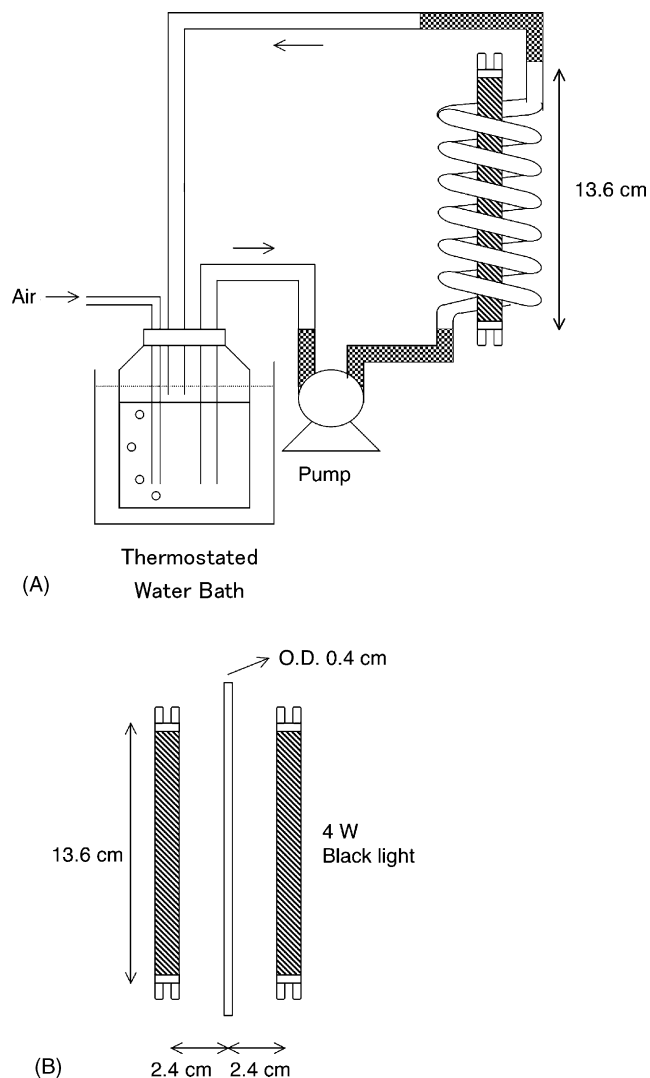 13.6 cm
Air
Pump
Thermostated
Water Bath
(A)
O.D. 0.4 cm
13.6 cm
4 W
Black light
2.4 cm 2.4 cm
(B)